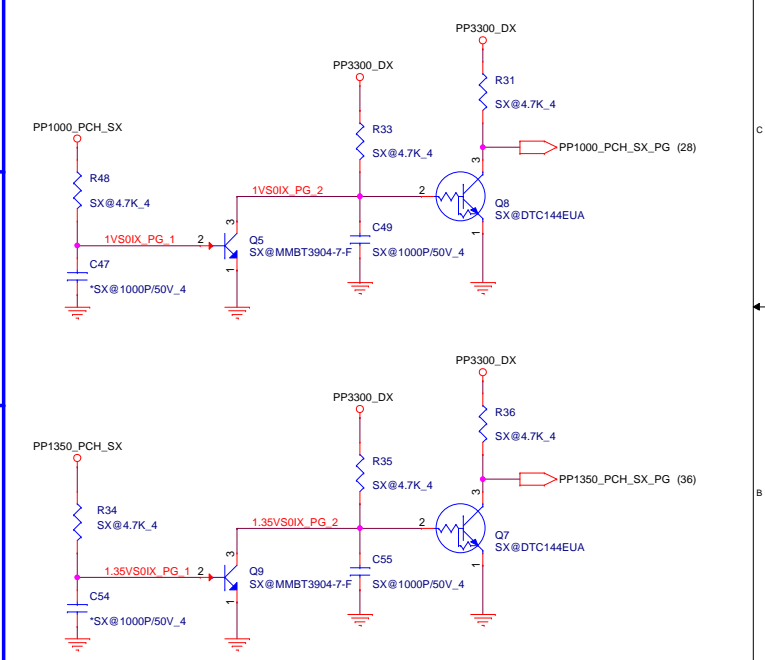 PP3300_DX
R31
SX@4.7K_4
PP3300_DX
R33
SX@4.7K_4
PP1000_PCH_SX
R48
SX@4.7K_4
3
PP1000_PCH_SX_PG (28)
C
1VS0IX_PG_2
2
Q8
SX@DTC144EUA
1
1VS0IX_PG_1
2
3
Q5
SX@MMBT3904-7-F
1
C49
SX@1000P/50V_4
C47
*SX@1000P/50V_4
PP3300_DX
R36
SX@4.7K_4
PP3300_DX
R35
SX@4.7K_4
PP1350_PCH_SX
R34
SX@4.7K_4
3
PP1350_PCH_SX_PG (36)
B
1.35VS0IX_PG_2
2
Q7
SX@DTC144EUA
1
1.35VS0IX_PG_1
2
3
Q9
SX@MMBT3904-7-F
1
C55
SX@1000P/50V_4
C54
*SX@1000P/50V_4